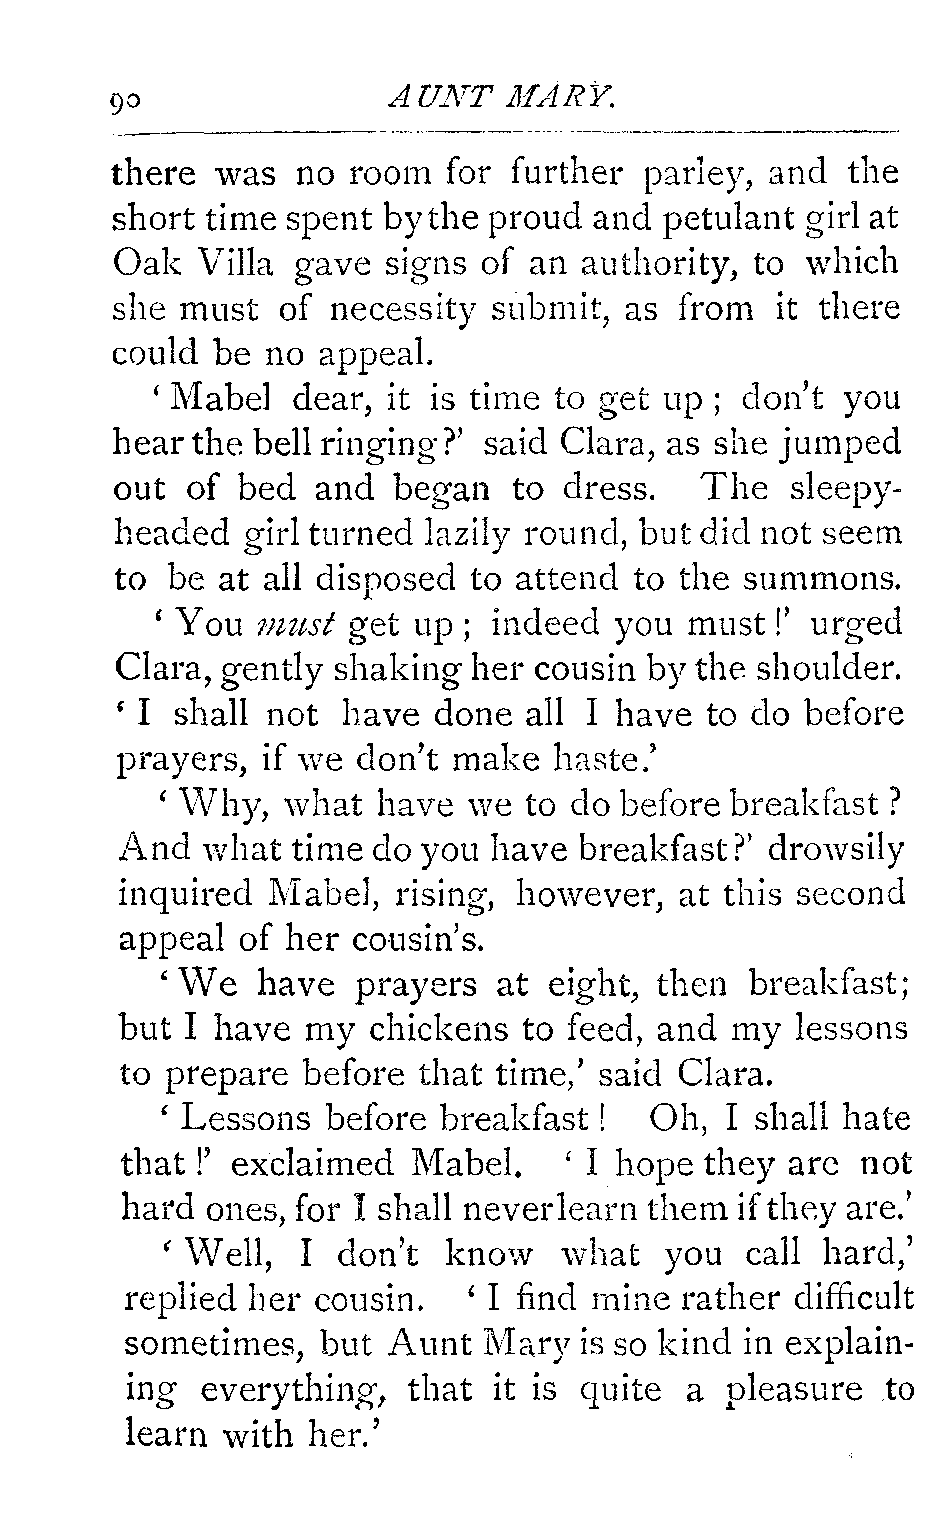 90 AUNT MARY.
there was no room for further parley, and the
short time spent by the proud and petulant girl at
Oak Villa gave signs of an authority, to which
she must of necessity submit, as from it there
could be no appeal.
‘Mabel dear, it is time to get up; don't you
hear the bell ringing?’ said Clara, as she jumped
out of bed and began to dress. The sleepy-
headed girl turned lazily round, but did not seem
to be at all disposed to attend to the summons.
‘You must get up; indeed you must!’ urged
Clara, gently shaking her cousin by the shoulder.
‘I shall not have done all I have to do before
prayers, if we don't make haste.’
‘Why, what have we to do before breakfast?
And what time do you have breakfast?’ drowsily
inquired Mabel, rising, however, at this second
appeal of her cousin's.
‘We have prayers at eight, then breakfast;
but I have my chickens to feed, and my lessons
to prepare before that time,’ said Clara.
‘Lessons before breakfast! Oh, I shall hate
that!’ exclaimed Mabel. ‘I hope they are not
hard ones, for I shall never learn them if they are.’
‘Well, I don't know what you call hard,’
replied her cousin. ‘I find mine rather difficult
sometimes, but Aunt Mary is so kind in explain-
ing everything, that it is quite a pleasure to
learn with her.’